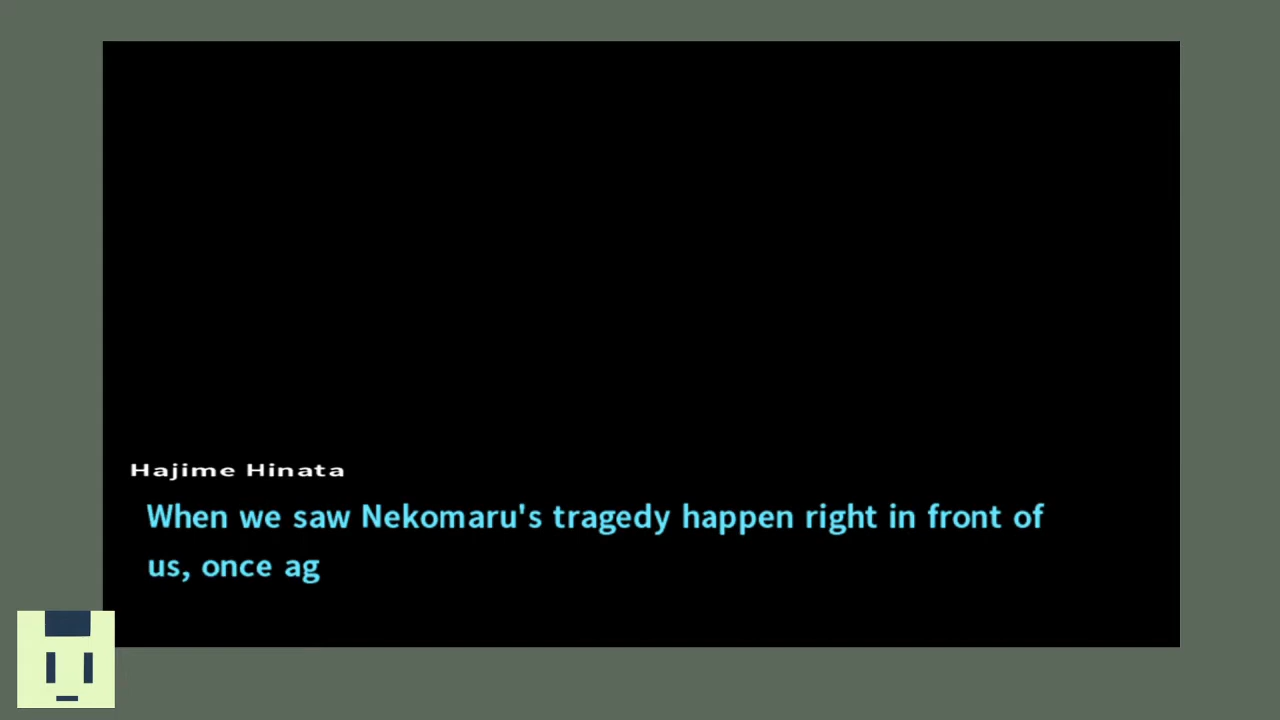 Hajime Hinata
When we saw Nekomaru's tragedy happen right in front of
us, once ag